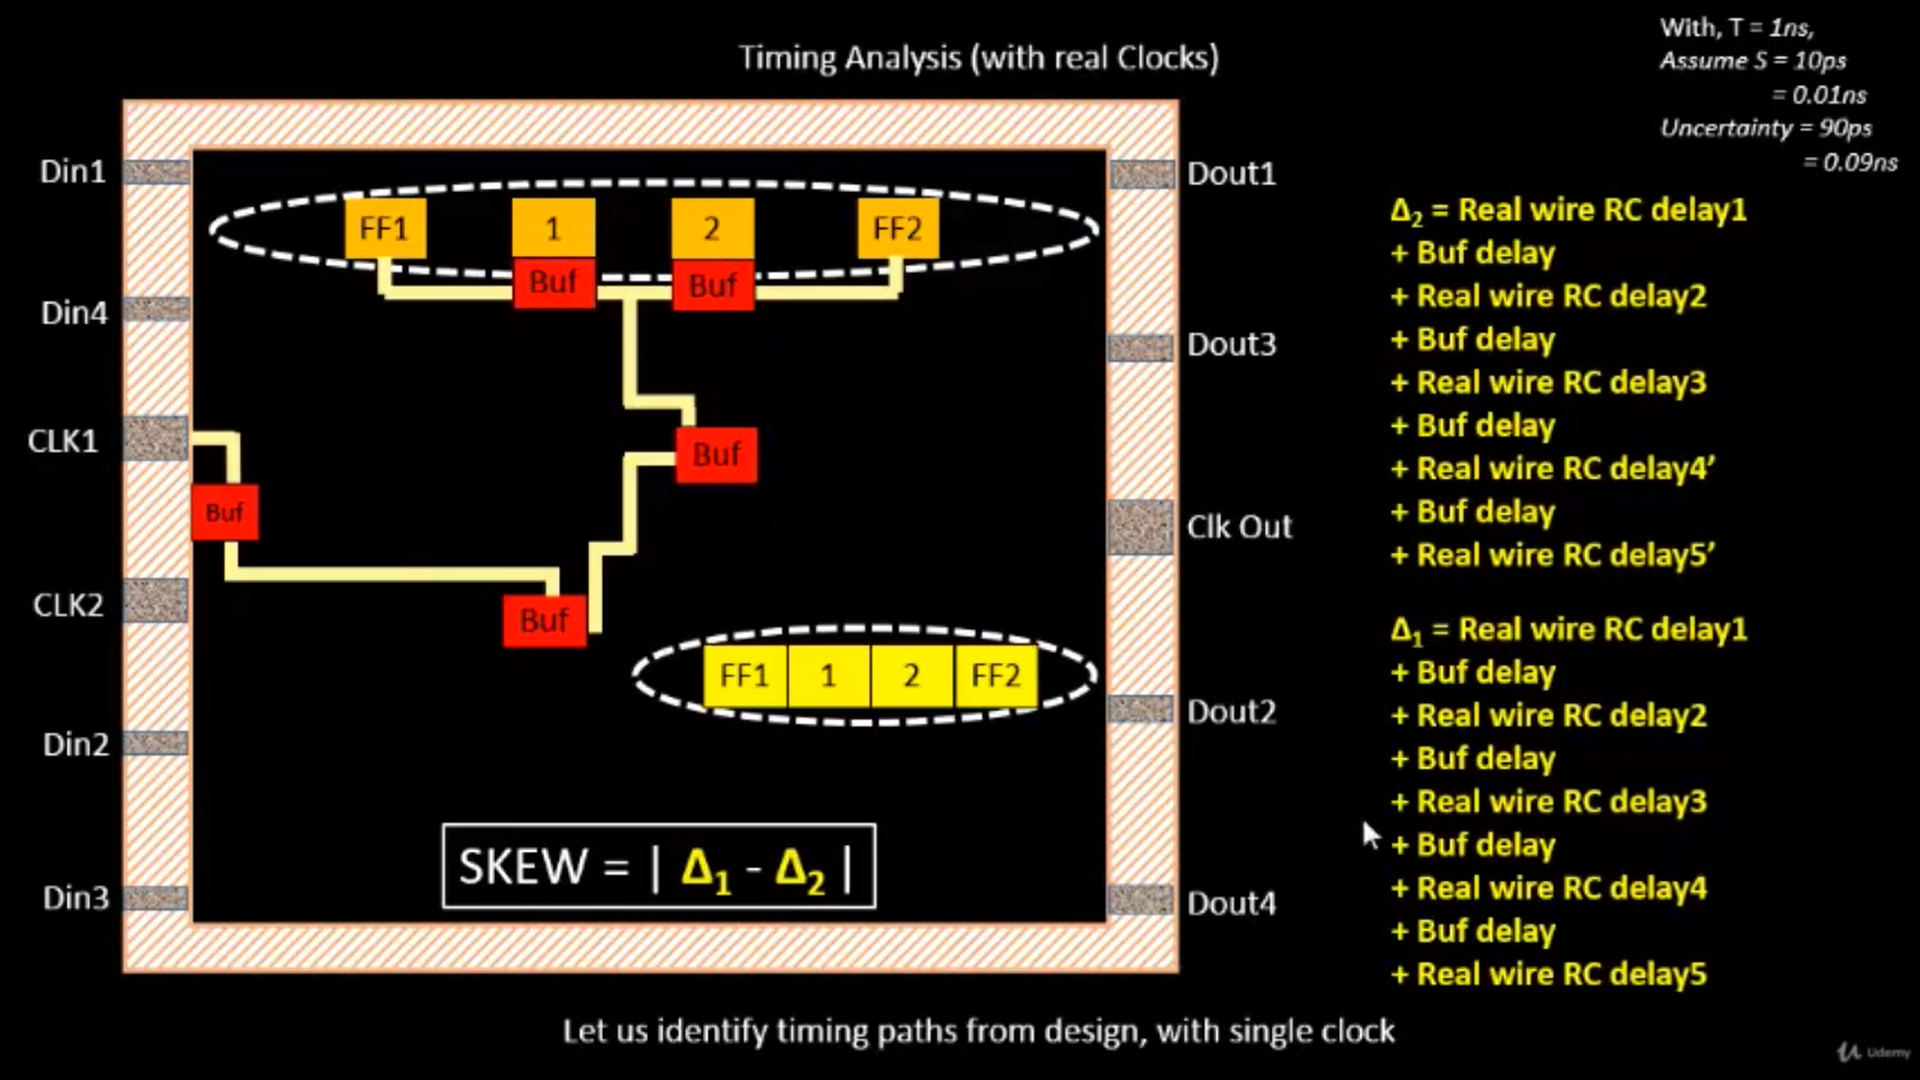 With, T = 1ns,
Assume S = 10ps
= 0.01ns
Uncertainty = 90ps
= 0.09ns
Timing Analysis (with real Clocks)
Din1
Din4
CLK1
CLK2
Din2
Din3
FF1
1
2
FF2
Buf
Buf
Buf
Buf
Buf
FF1
1
2
FF2
SKEW = | Δ₁ - Δ₂ |
Dout1
Dout3
Clk Out
Dout2
Dout4
Δ₂ = Real wire RC delay1
+ Buf delay
+ Real wire RC delay2
+ Buf delay
+ Real wire RC delay3
+ Buf delay
+ Real wire RC delay4’
+ Buf delay
+ Real wire RC delay5’
Δ₁ = Real wire RC delay1
+ Buf delay
+ Real wire RC delay2
+ Buf delay
+ Real wire RC delay3
+ Buf delay
+ Real wire RC delay4
+ Buf delay
+ Real wire RC delay5
Let us identify timing paths from design, with single clock
Udemy